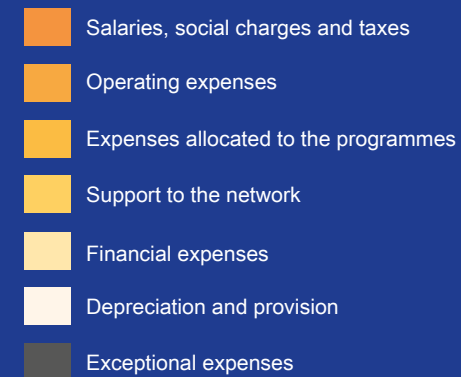 Salaries, social charges and taxes
Operating expenses
Expenses allocated to the programmes
Support to the network
Financial expenses
Depreciation and provision
Exceptional expenses